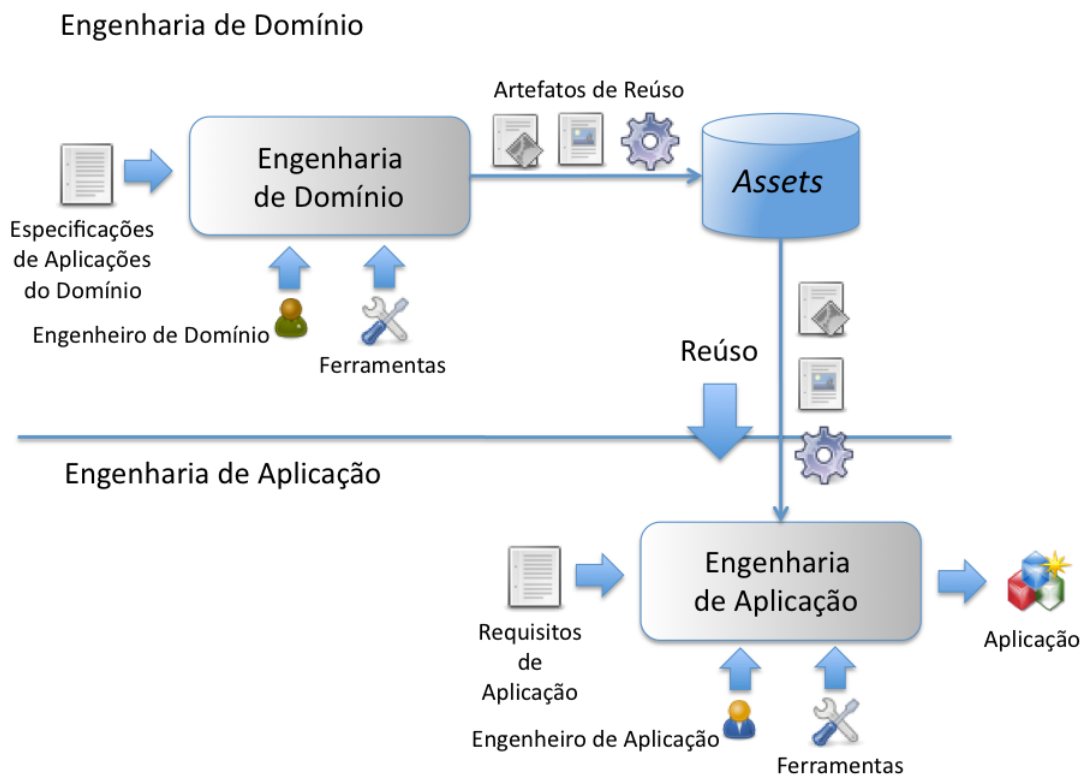 Engenharia de Domínio
Artefatos de Reúso
Engenharia
de Domínio
Assets
Especificações
de Aplicações
do Domínio
Engenheiro de Domínio
Ferramentas
Reúso
Engenharia de Aplicação
Engenharia
de Aplicação
Requisitos
de
Aplicação
Aplicação
Engenheiro de Aplicação
Ferramentas